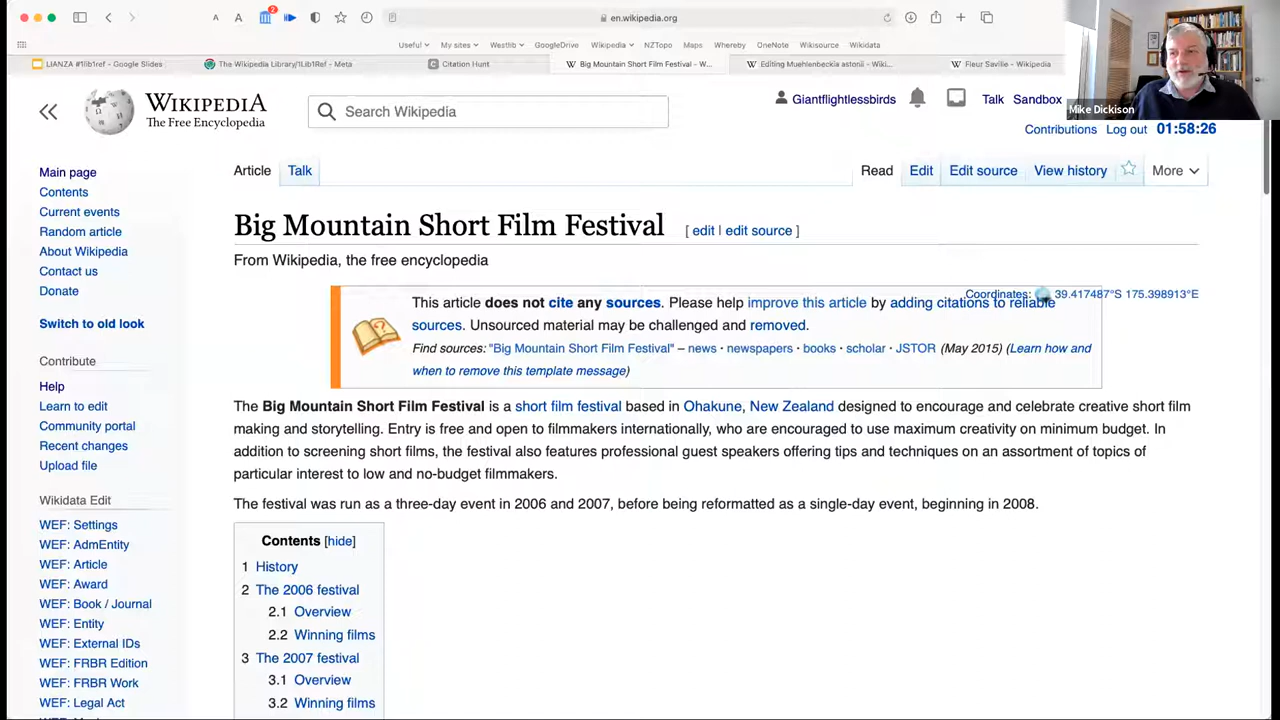 2
en.wikipedia.org
Useful!
My sites
Westlib
GoogleDrive
Wikipedia
NZTopo
Maps
Whereby
OneNote
Wikisource
Wikidata
LIANZA #1lib1ref - Google Slides
The Wikipedia Library/1Lib1Ref - Meta
Citation Hunt
Big Mountain Short Film Festival - W...
Editing Muehlenbeckia astonii - Wiki...
Fleur Saville - Wikipedia
Mike Dickison
WIKIPEDIA
The Free Encyclopedia
Search Wikipedia
Giantflightlessbirds
Talk
Sandbox
Contributions
Log out
01:58:26
Main page
Contents
Current events
Random article
About Wikipedia
Contact us
Donate
Switch to old look
Contribute
Help
Learn to edit
Community portal
Recent changes
Upload file
Wikidata Edit
WEF: Settings
WEF: AdmEntity
WEF: Article
WEF: Award
WEF: Book / Journal
WEF: Entity
WEF: External IDs
WEF: FRBR Edition
WEF: FRBR Work
WEF: Legal Act
Article
Talk
Read
Edit
Edit source
View history
More
Big Mountain Short Film Festival [ edit | edit source ]
From Wikipedia, the free encyclopedia
Coordinates: 39.417487°S 175.398913°E
This article does not cite any sources. Please help improve this article by adding citations to reliable
sources. Unsourced material may be challenged and removed.
Find sources: "Big Mountain Short Film Festival" – news · newspapers · books · scholar · JSTOR (May 2015) (Learn how and
when to remove this template message)
The Big Mountain Short Film Festival is a short film festival based in Ohakune, New Zealand designed to encourage and celebrate creative short film
making and storytelling. Entry is free and open to filmmakers internationally, who are encouraged to use maximum creativity on minimum budget. In
addition to screening short films, the festival also features professional guest speakers offering tips and techniques on an assortment of topics of
particular interest to low and no-budget filmmakers.
The festival was run as a three-day event in 2006 and 2007, before being reformatted as a single-day event, beginning in 2008.
Contents [hide]
1 History
2 The 2006 festival
2.1 Overview
2.2 Winning films
3 The 2007 festival
3.1 Overview
3.2 Winning films